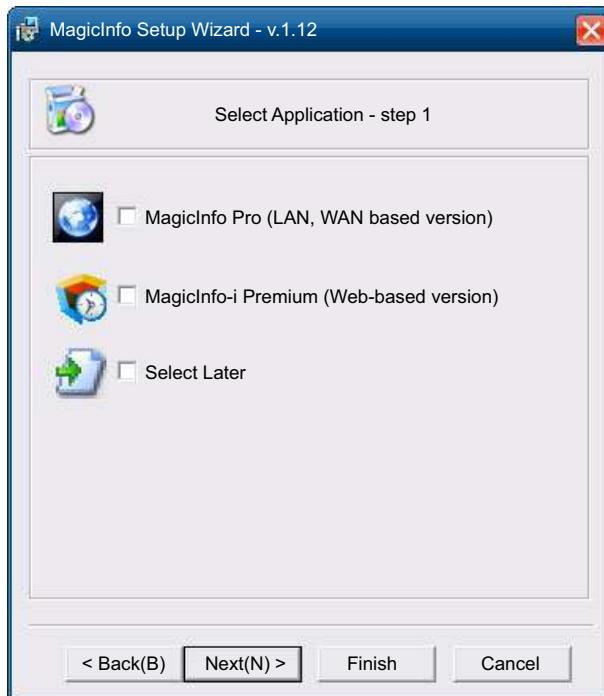 MagicInfo Setup Wizard - v.1.12
Select Application - step 1
MagicInfo Pro (LAN, WAN based version)
MagicInfo-i Premium (Web-based version)
Select Later
< Back(B) Next(N) > Finish Cancel